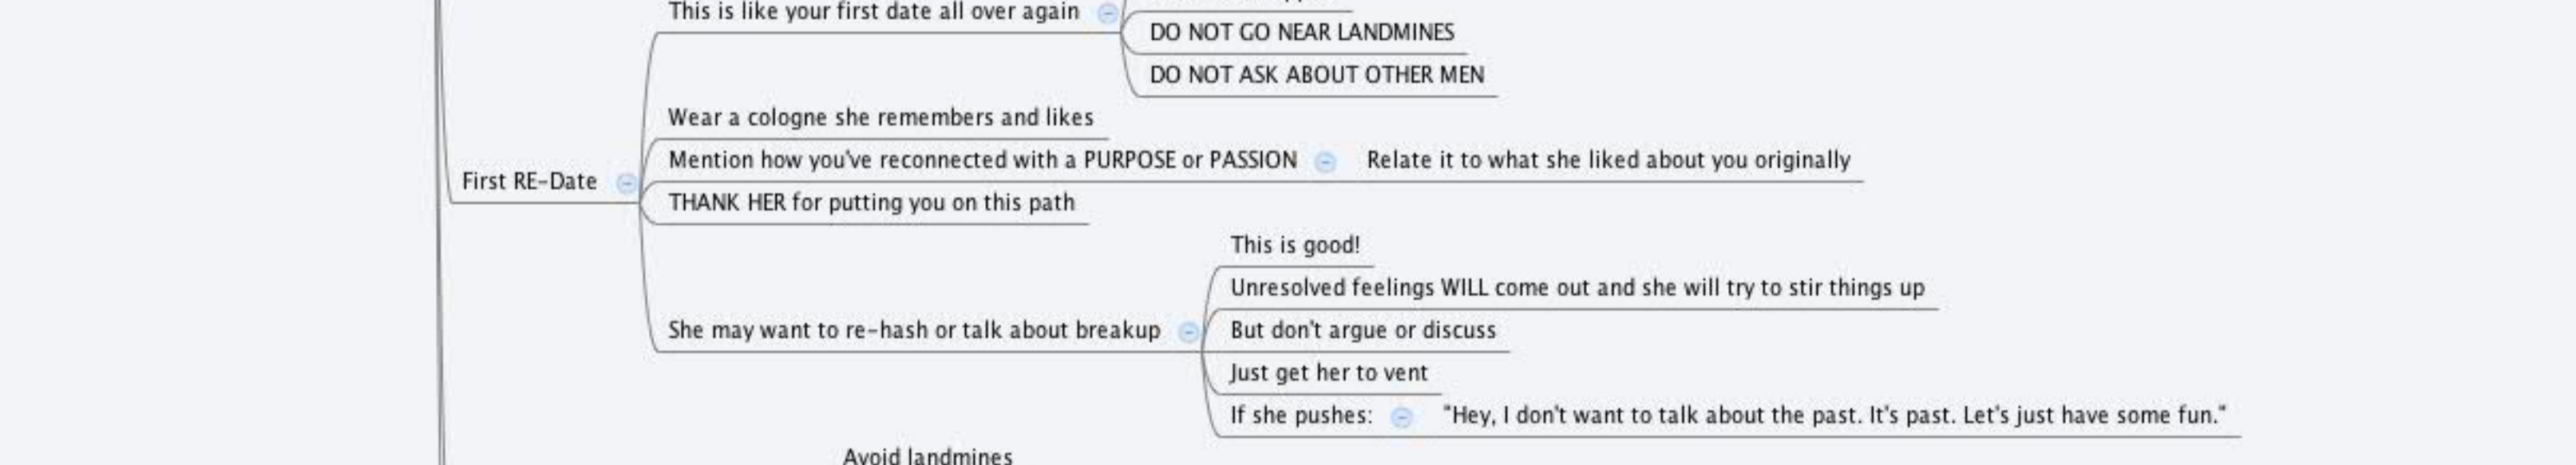 This is like your first date all over again
DO NOT GO NEAR LANDMINES
DO NOT ASK ABOUT OTHER MEN
Wear a cologne she remembers and likes
Mention how you've reconnected with a PURPOSE or PASSION
Relate it to what she liked about you originally
First RE-Date
THANK HER for putting you on this path
This is good!
Unresolved feelings WILL come out and she will try to stir things up
She may want to re-hash or talk about breakup
But don't argue or discuss
Just get her to vent
If she pushes:
"Hey, I don't want to talk about the past. It's past. Let's just have some fun."
Avoid landmines